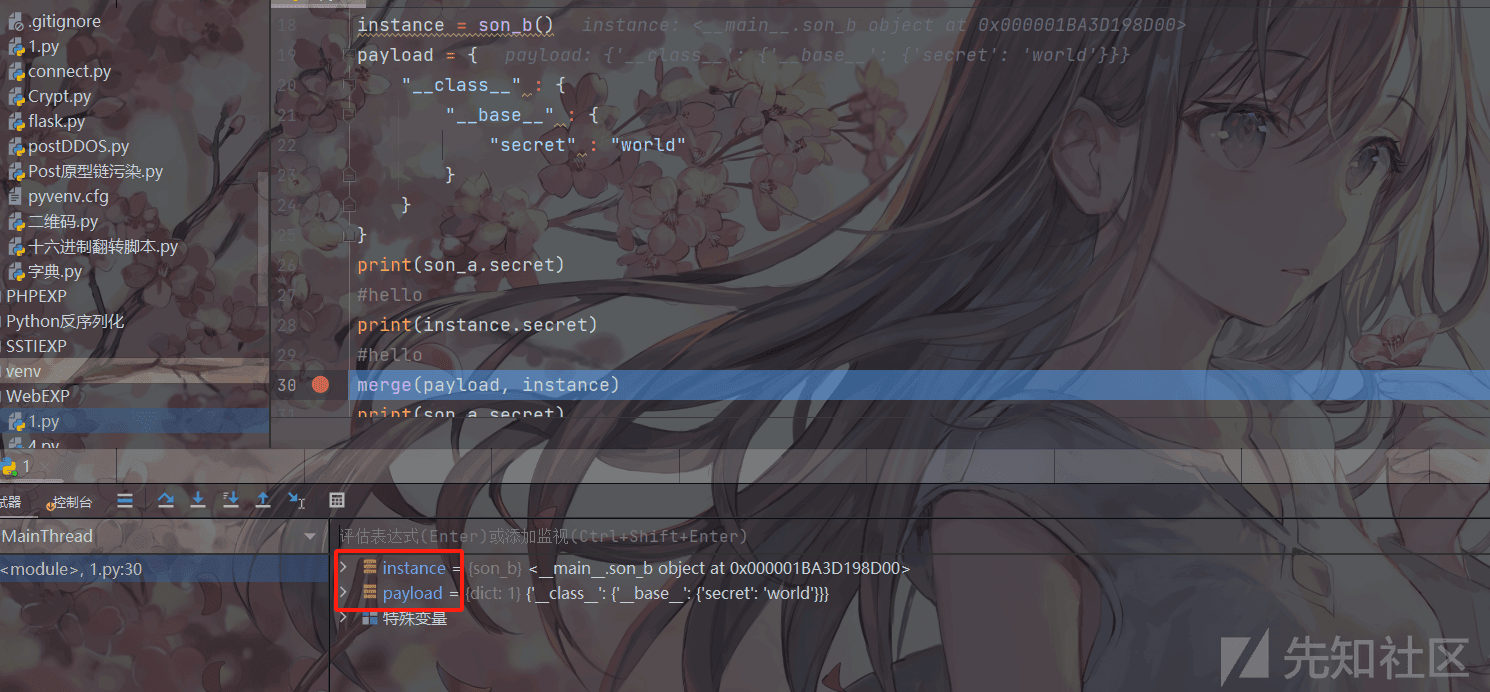 .gitignore
1.py
connect.py
Crypt.py
flask.py
postDDOS.py
Post原型链污染.py
pyvenv.cfg
二维码.py
十六进制翻转脚本.py
字典.py
PHPEXP
Python反序列化
SSTIEXP
venv
WebEXP
1.py
4.py
18 instance = son_b() instance: <__main__.son_b object at 0x000001BA3D198D00>
19 payload = { payload: {'__class__': {'__base__': {'secret': 'world'}}}
20 "__class__" : {
21 "__base__" : {
22 "secret" : "world"
23 }
24 }
25 }
26 print(son_a.secret)
27 #hello
28 print(instance.secret)
29 #hello
30 merge(payload, instance)
31 print(son_a.secret)
1
试器
控制台
MainThread
<module>, 1.py:30
评估表达式(Enter)或添加监视(Ctrl+Shift+Enter)
instance = {son_b} <__main__.son_b object at 0x000001BA3D198D00>
payload = {dict: 1} {'__class__': {'__base__': {'secret': 'world'}}}
特殊变量
先知社区